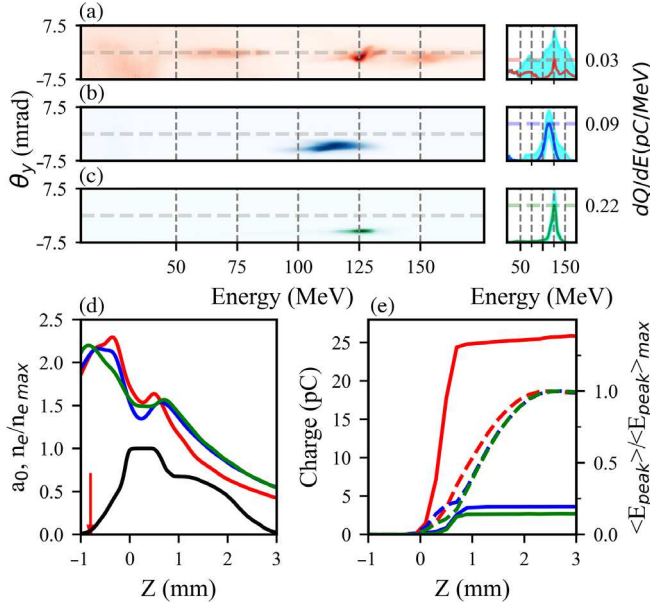 (a)
7.5
-7.5
0.03
(b)
7.5
-7.5
0.09
(c)
7.5
-7.5
0.22
θy (mrad)
dQ/dE(pC/MeV)
50 75 100 125 150
50 150
Energy (MeV)
Energy (MeV)
(d)
2.5
2.0
1.5
1.0
0.5
0.0
a0, ne/ne max
-1 0 1 2 3
Z (mm)
(e)
25
20
15
10
5
0
Charge (pC)
1.0
0.5
0.0
<Epeak>/<Epeak>max
-1 0 1 2 3
Z (mm)